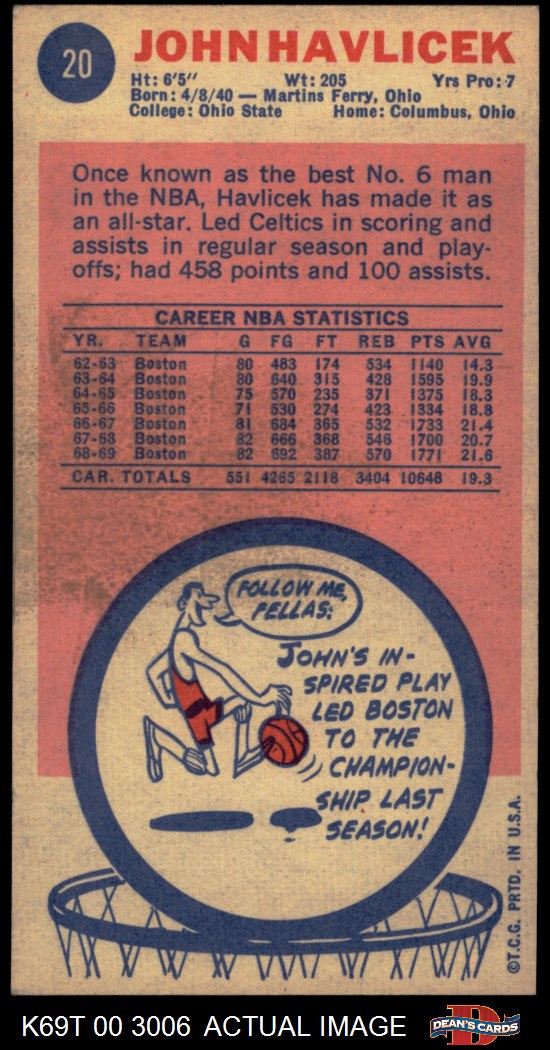 20
JOHN HAVLICEK
Ht: 6'5" Wt: 205 Yrs Pro: 7
Born: 4/8/40 — Martins Ferry, Ohio
College: Ohio State Home: Columbus, Ohio
Once known as the best No. 6 man
in the NBA, Havlicek has made it as
an all-star. Led Celtics in scoring and
assists in regular season and play-
offs; had 458 points and 100 assists.
CAREER NBA STATISTICS
YR. TEAM G FG FT REB PTS AVG
62-63 Boston 80 483 174 534 1140 14.3
63-64 Boston 80 640 315 428 1595 19.9
64-65 Boston 75 570 235 371 1375 18.3
65-66 Boston 71 530 274 423 1334 18.8
66-67 Boston 81 684 365 532 1733 21.4
67-68 Boston 82 666 368 546 1700 20.7
68-69 Boston 82 692 387 570 1771 21.6
CAR. TOTALS 551 4265 2118 3404 10648 19.3
FOLLOW ME,
FELLAS!
JOHN'S IN-
SPIRED PLAY
LED BOSTON
TO THE
CHAMPION-
SHIP LAST
SEASON!
©T.C.G. PRTD. IN U.S.A.
K69T 00 3006 ACTUAL IMAGE
D
DEAN'S CARDS